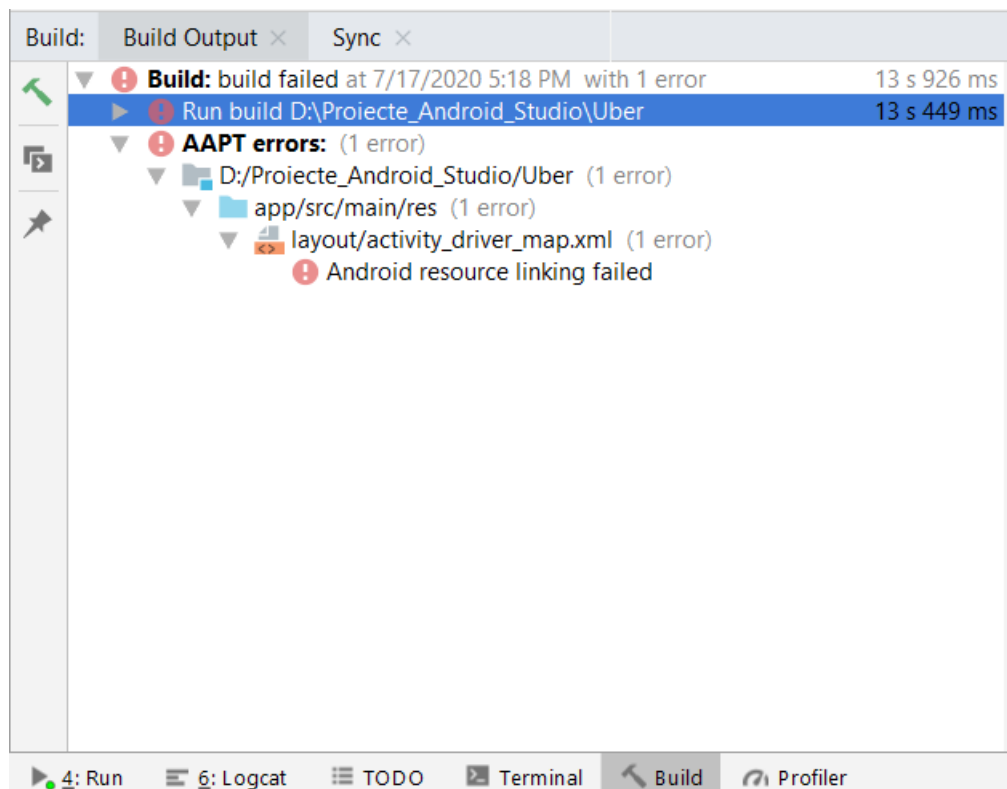 Build: Build Output Sync
Build: build failed at 7/17/2020 5:18 PM with 1 error 13 s 926 ms
Run build D:\Proiecte_Android_Studio\Uber 13 s 449 ms
AAPT errors: (1 error)
D:/Proiecte_Android_Studio/Uber (1 error)
app/src/main/res (1 error)
layout/activity_driver_map.xml (1 error)
Android resource linking failed
4: Run 6: Logcat TODO Terminal Build Profiler